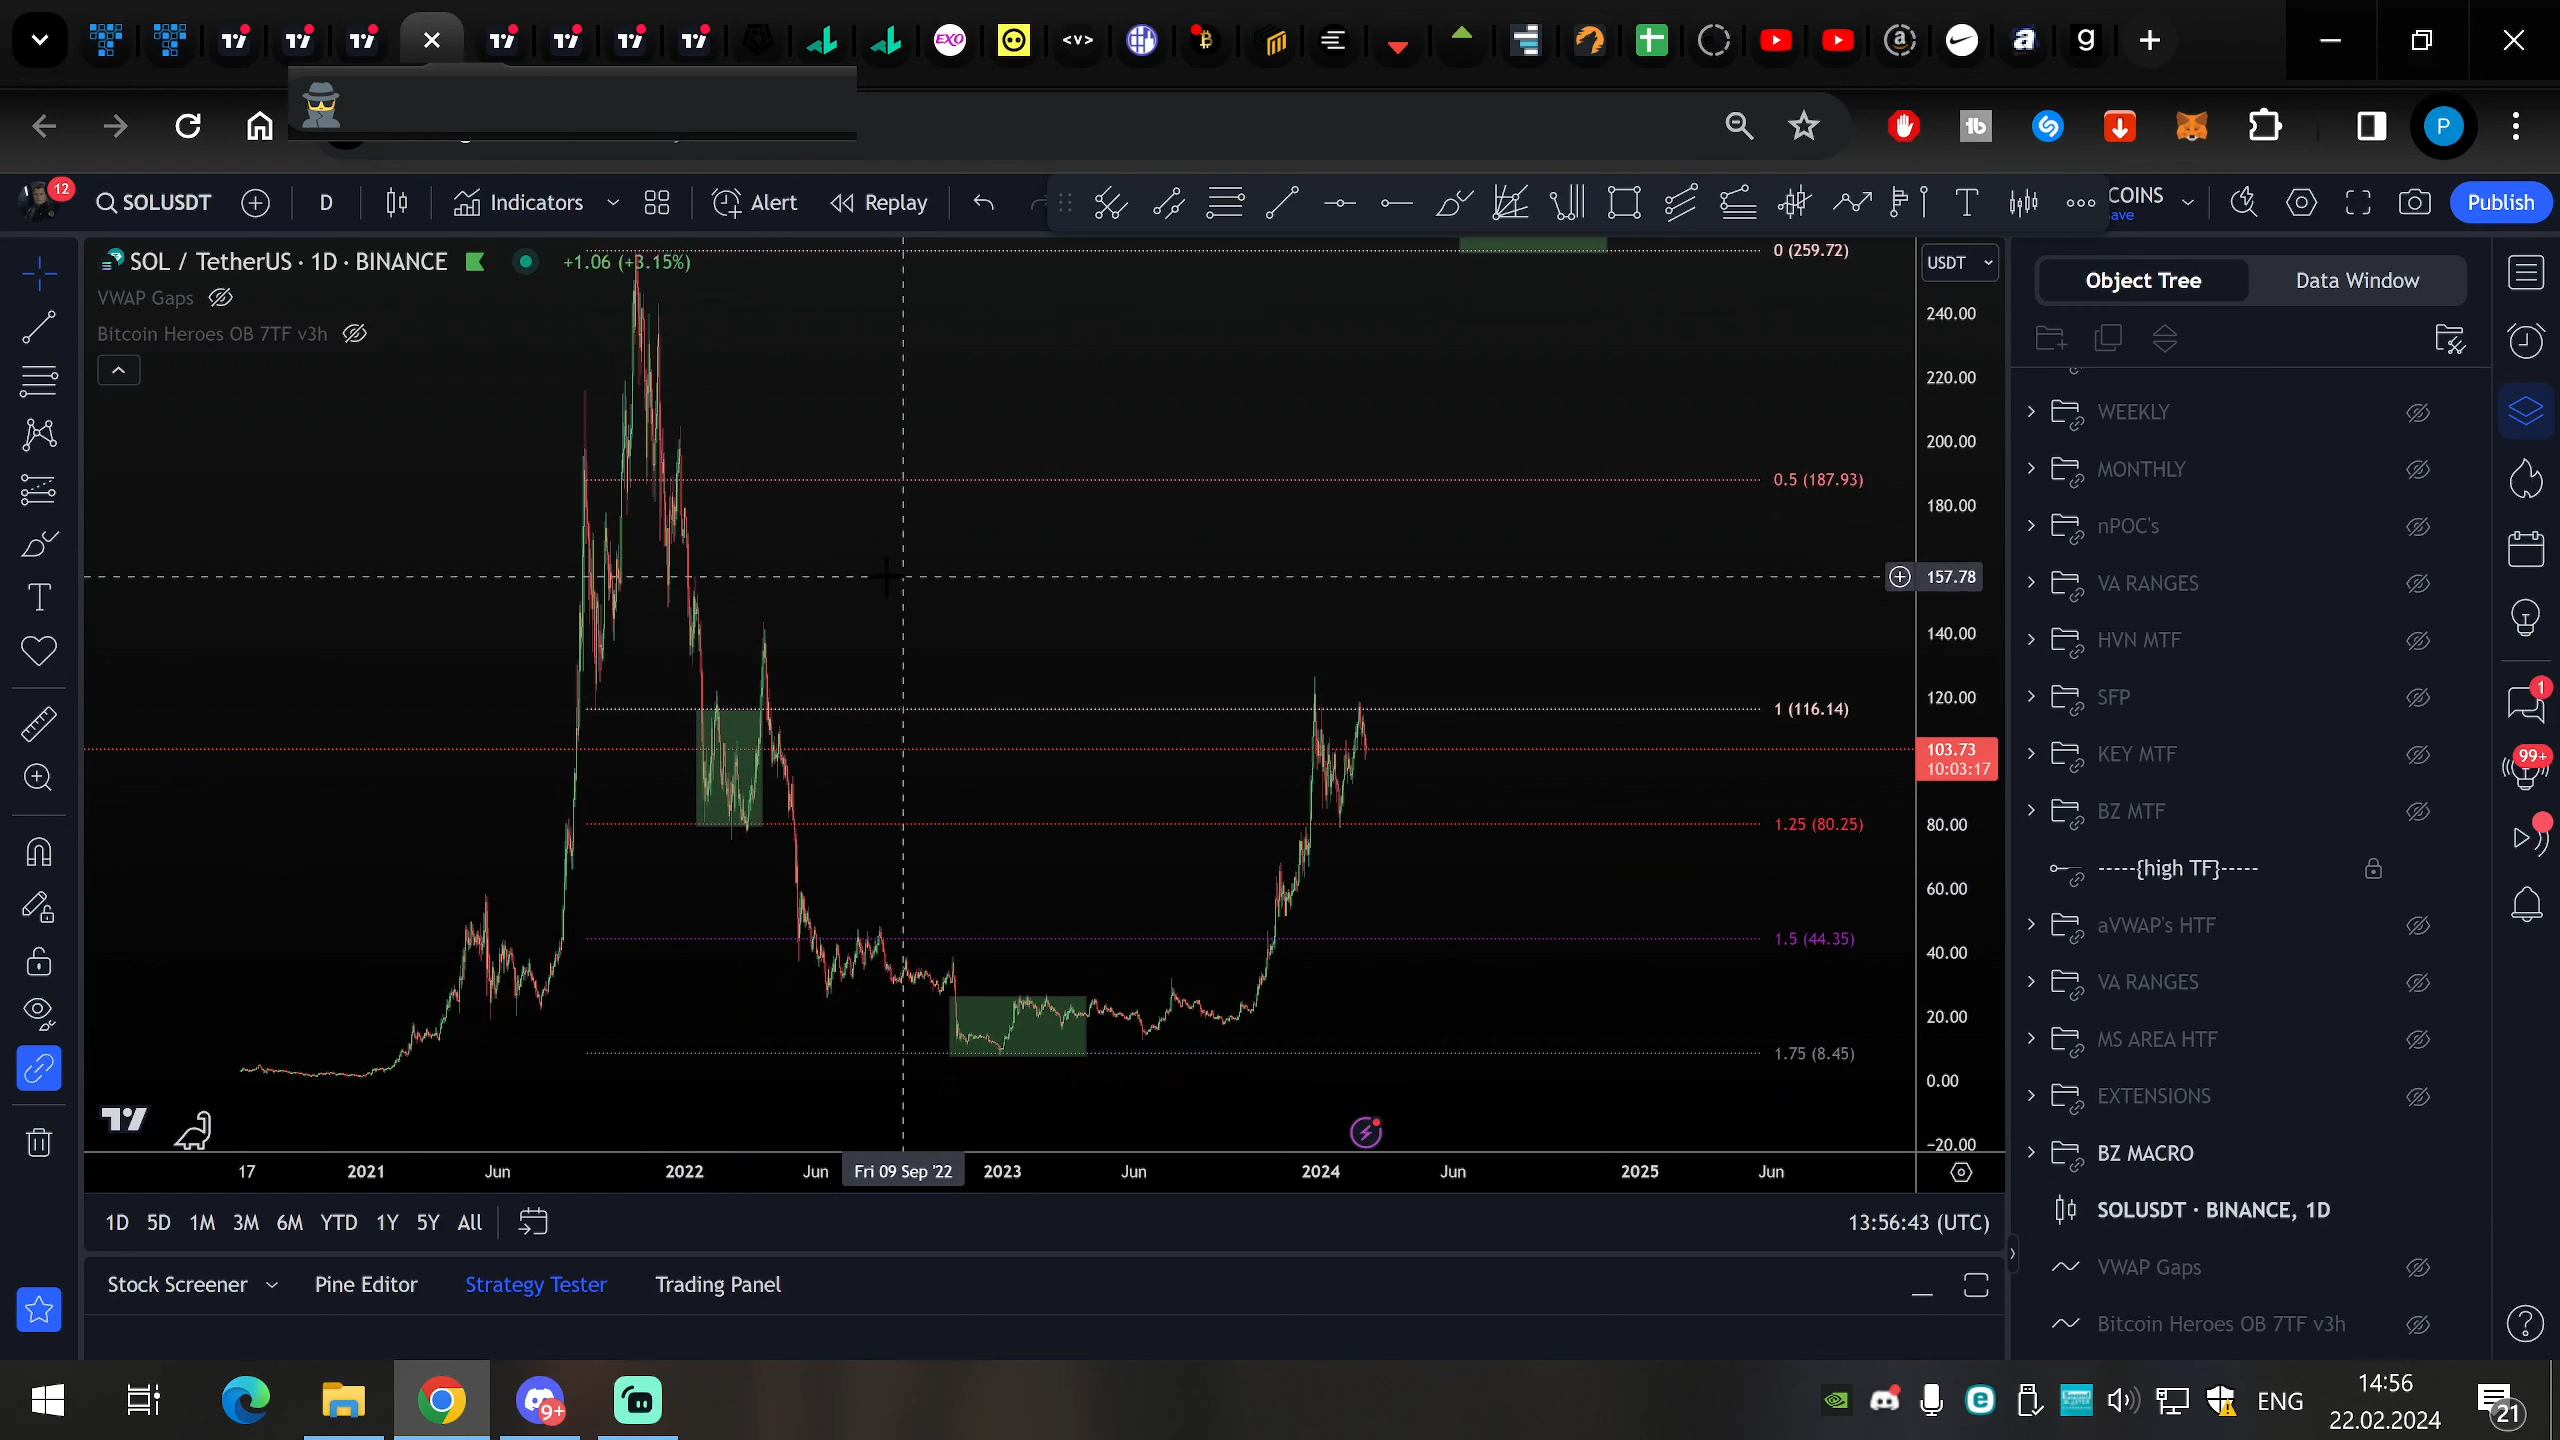 EXO
<v>
a
g
tb
P
12
SOLUSDT
D
Indicators
Alert
Replay
COINS
Save
Publish
SOL / TetherUS · 1D · BINANCE
+1.06 (+3.15%)
VWAP Gaps
Bitcoin Heroes OB 7TF v3h
0 (259.72)
0.5 (187.93)
1 (116.14)
1.25 (80.25)
1.5 (44.35)
1.75 (8.45)
USDT
240.00
220.00
200.00
180.00
157.78
140.00
120.00
103.73
10:03:17
80.00
60.00
40.00
20.00
0.00
−20.00
17
2021
Jun
2022
Jun
Fri 09 Sep '22
2023
Jun
2024
Jun
2025
Jun
1D
5D
1M
3M
6M
YTD
1Y
5Y
All
13:56:43 (UTC)
Stock Screener
Pine Editor
Strategy Tester
Trading Panel
Object Tree
Data Window
WEEKLY
MONTHLY
nPOC's
VA RANGES
HVN MTF
SFP
KEY MTF
BZ MTF
-----{high TF}-----
aVWAP's HTF
VA RANGES
MS AREA HTF
EXTENSIONS
BZ MACRO
SOLUSDT · BINANCE, 1D
VWAP Gaps
Bitcoin Heroes OB 7TF v3h
1
99+
9+
ENG
14:56
22.02.2024
21